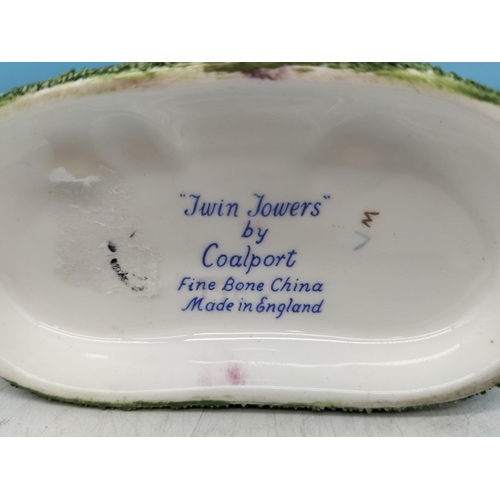 "Twin Towers"
by
Coalport
Fine Bone China
Made in England